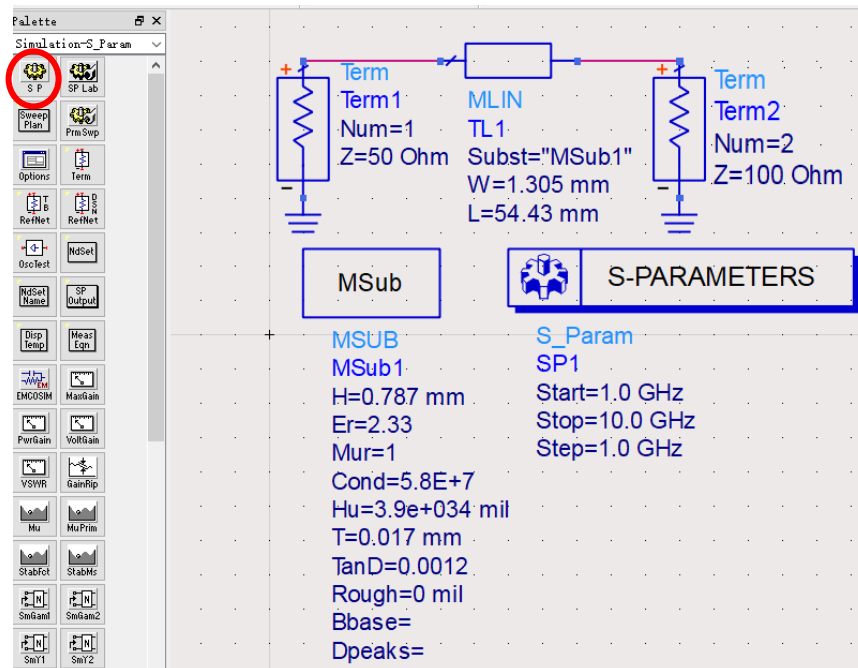 Palette
Simulation-S_Param
S P
SP Lab
Sweep
Plan
Prm Swp
Options
Term
RefNet
RefNet
OscTest
NdSet
NdSet
Name
SP
Output
Disp
Temp
Meas
Eqn
EMCOSIM
MaxGain
PwrGain
VoltGain
VSWR
GainRip
Mu
MuPrim
StabFct
StabMs
SmGam1
SmGam2
SmY1
SmY2
Term
Term1
Num=1
Z=50 Ohm
MLIN
TL1
Subst="MSub1"
W=1.305 mm
L=54.43 mm
Term
Term2
Num=2
Z=100 Ohm
MSub
MSUB
MSub1
H=0.787 mm
Er=2.33
Mur=1
Cond=5.8E+7
Hu=3.9e+034 mil
T=0.017 mm
TanD=0.0012
Rough=0 mil
Bbase=
Dpeaks=
S-PARAMETERS
S_Param
SP1
Start=1.0 GHz
Stop=10.0 GHz
Step=1.0 GHz